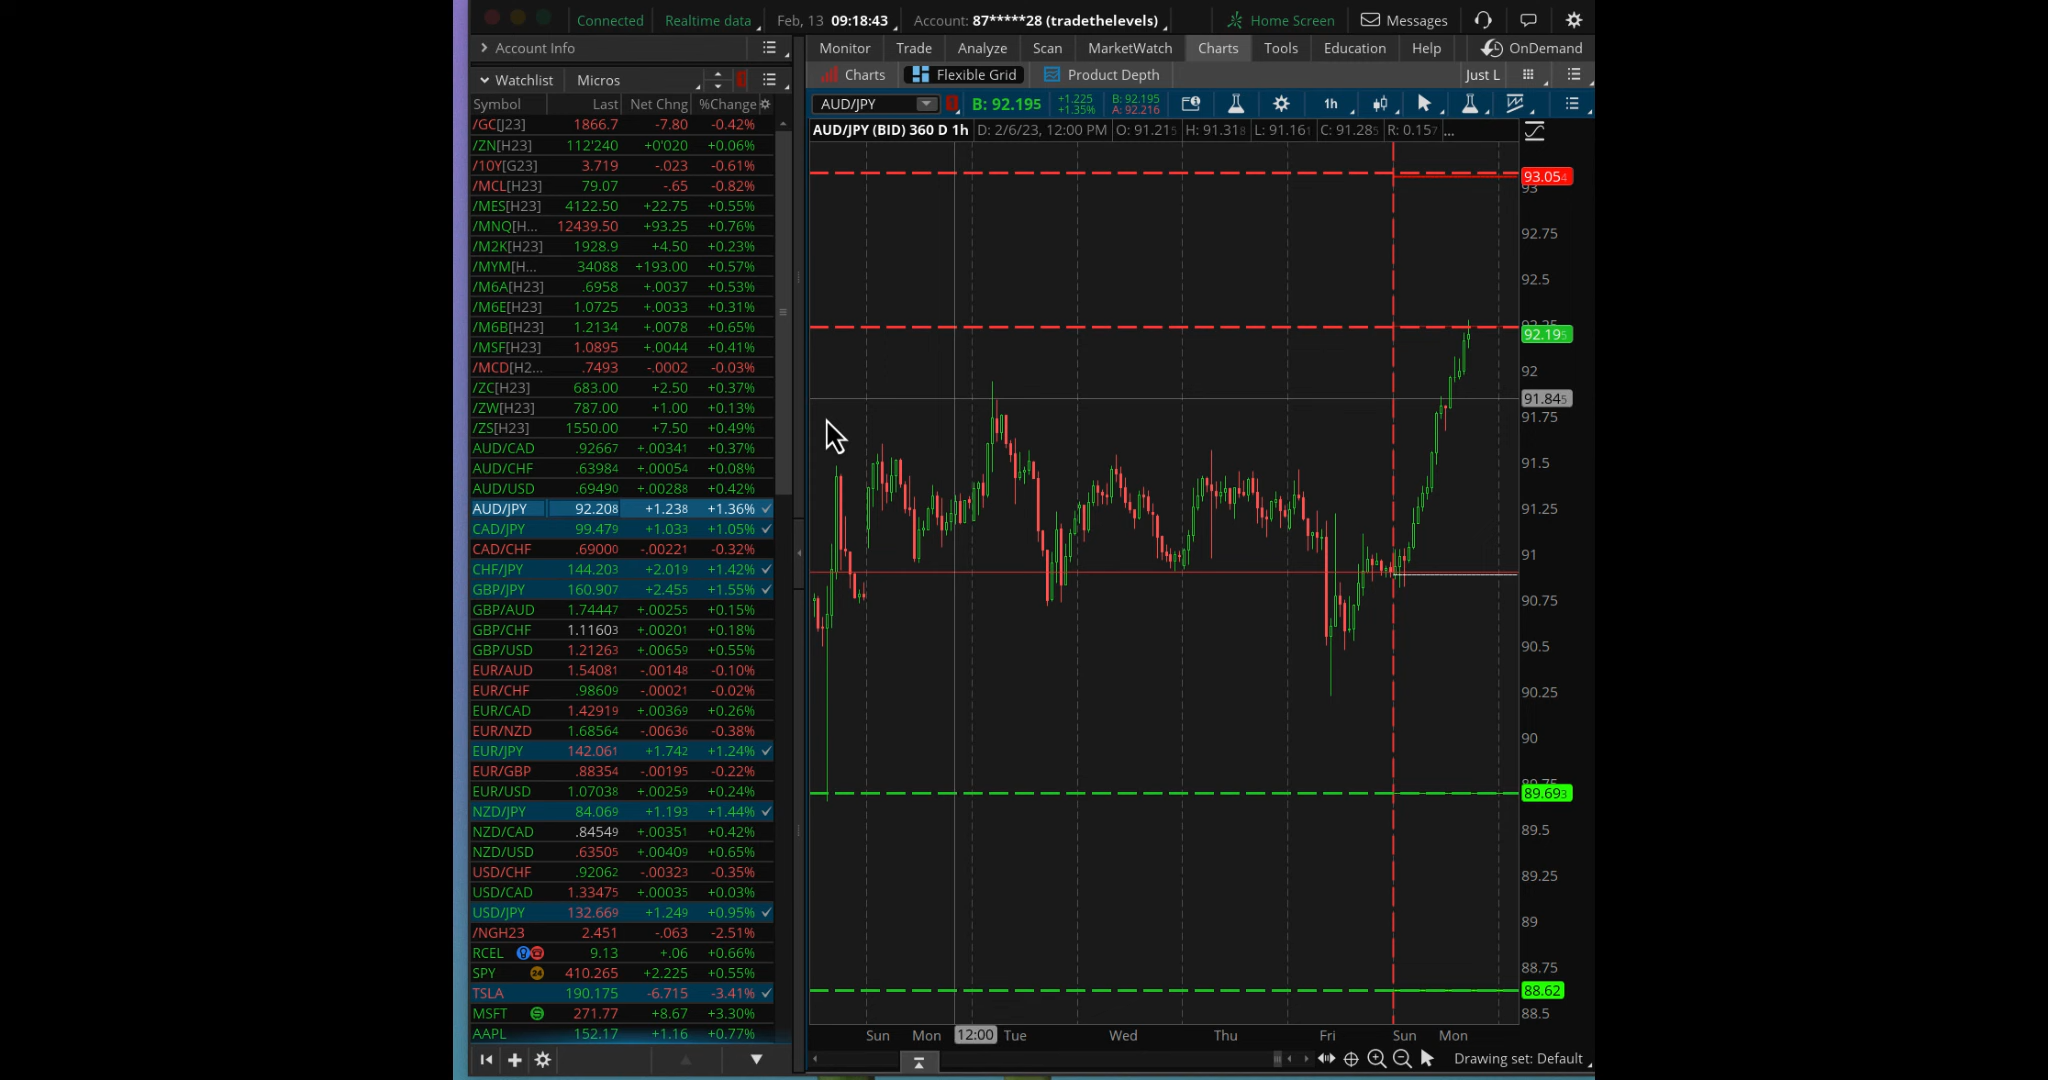 Connected Realtime data Feb, 13 09:18:43 Account: 87*****28 (tradethelevels) Home Screen Messages
Account Info
Monitor Trade Analyze Scan MarketWatch Charts Tools Education Help OnDemand
Watchlist Micros
Charts Flexible Grid Product Depth Just L
Symbol Last Net Chng %Change
AUD/JPY B: 92.195 +1.225 +1.35% B: 92.195 A: 92.216 1h
AUD/JPY (BID) 360 D 1h D: 2/6/23, 12:00 PM O: 91.215 H: 91.318 L: 91.161 C: 91.285 R: 0.157 ...
/GC[J23] 1866.7 -7.80 -0.42%
/ZN[H23] 112'240 +0'020 +0.06%
/10Y[G23] 3.719 -.023 -0.61%
/MCL[H23] 79.07 -.65 -0.82%
/MES[H23] 4122.50 +22.75 +0.55%
/MNQ[H... 12439.50 +93.25 +0.76%
/M2K[H23] 1928.9 +4.50 +0.23%
/MYM[H... 34088 +193.00 +0.57%
/M6A[H23] .6958 +.0037 +0.53%
/M6E[H23] 1.0725 +.0033 +0.31%
/M6B[H23] 1.2134 +.0078 +0.65%
/MSF[H23] 1.0895 +.0044 +0.41%
/MCD[H2... .7493 -.0002 -0.03%
/ZC[H23] 683.00 +2.50 +0.37%
/ZW[H23] 787.00 +1.00 +0.13%
/ZS[H23] 1550.00 +7.50 +0.49%
AUD/CAD .92667 +.00341 +0.37%
AUD/CHF .63984 +.00054 +0.08%
AUD/USD .69490 +.00288 +0.42%
AUD/JPY 92.208 +1.238 +1.36%
CAD/JPY 99.479 +1.033 +1.05%
CAD/CHF .69000 -.00221 -0.32%
CHF/JPY 144.203 +2.019 +1.42%
GBP/JPY 160.907 +2.455 +1.55%
GBP/AUD 1.74447 +.00255 +0.15%
GBP/CHF 1.11603 +.00201 +0.18%
GBP/USD 1.21263 +.00659 +0.55%
EUR/AUD 1.54081 -.00148 -0.10%
EUR/CHF .98609 -.00021 -0.02%
EUR/CAD 1.42919 +.00369 +0.26%
EUR/NZD 1.68564 -.00636 -0.38%
EUR/JPY 142.061 +1.742 +1.24%
EUR/GBP .88354 -.00195 -0.22%
EUR/USD 1.07038 +.00259 +0.24%
NZD/JPY 84.069 +1.193 +1.44%
NZD/CAD .84549 +.00351 +0.42%
NZD/USD .63505 +.00409 +0.65%
USD/CHF .92062 -.00323 -0.35%
USD/CAD 1.33475 +.00035 +0.03%
USD/JPY 132.669 +1.249 +0.95%
/NGH23 2.451 -.063 -2.51%
RCEL 9.13 +.06 +0.66%
SPY 24 410.265 +2.225 +0.55%
TSLA 190.175 -6.715 -3.41%
MSFT S 271.77 +8.67 +3.30%
AAPL 152.17 +1.16 +0.77%
93.054
93
92.75
92.5
92.195
92
91.845
91.75
91.5
91.25
91
90.75
90.5
90.25
90
89.75
89.693
89.5
89.25
89
88.75
88.62
88.5
Sun Mon 12:00 Tue Wed Thu Fri Sun Mon
Drawing set: Default